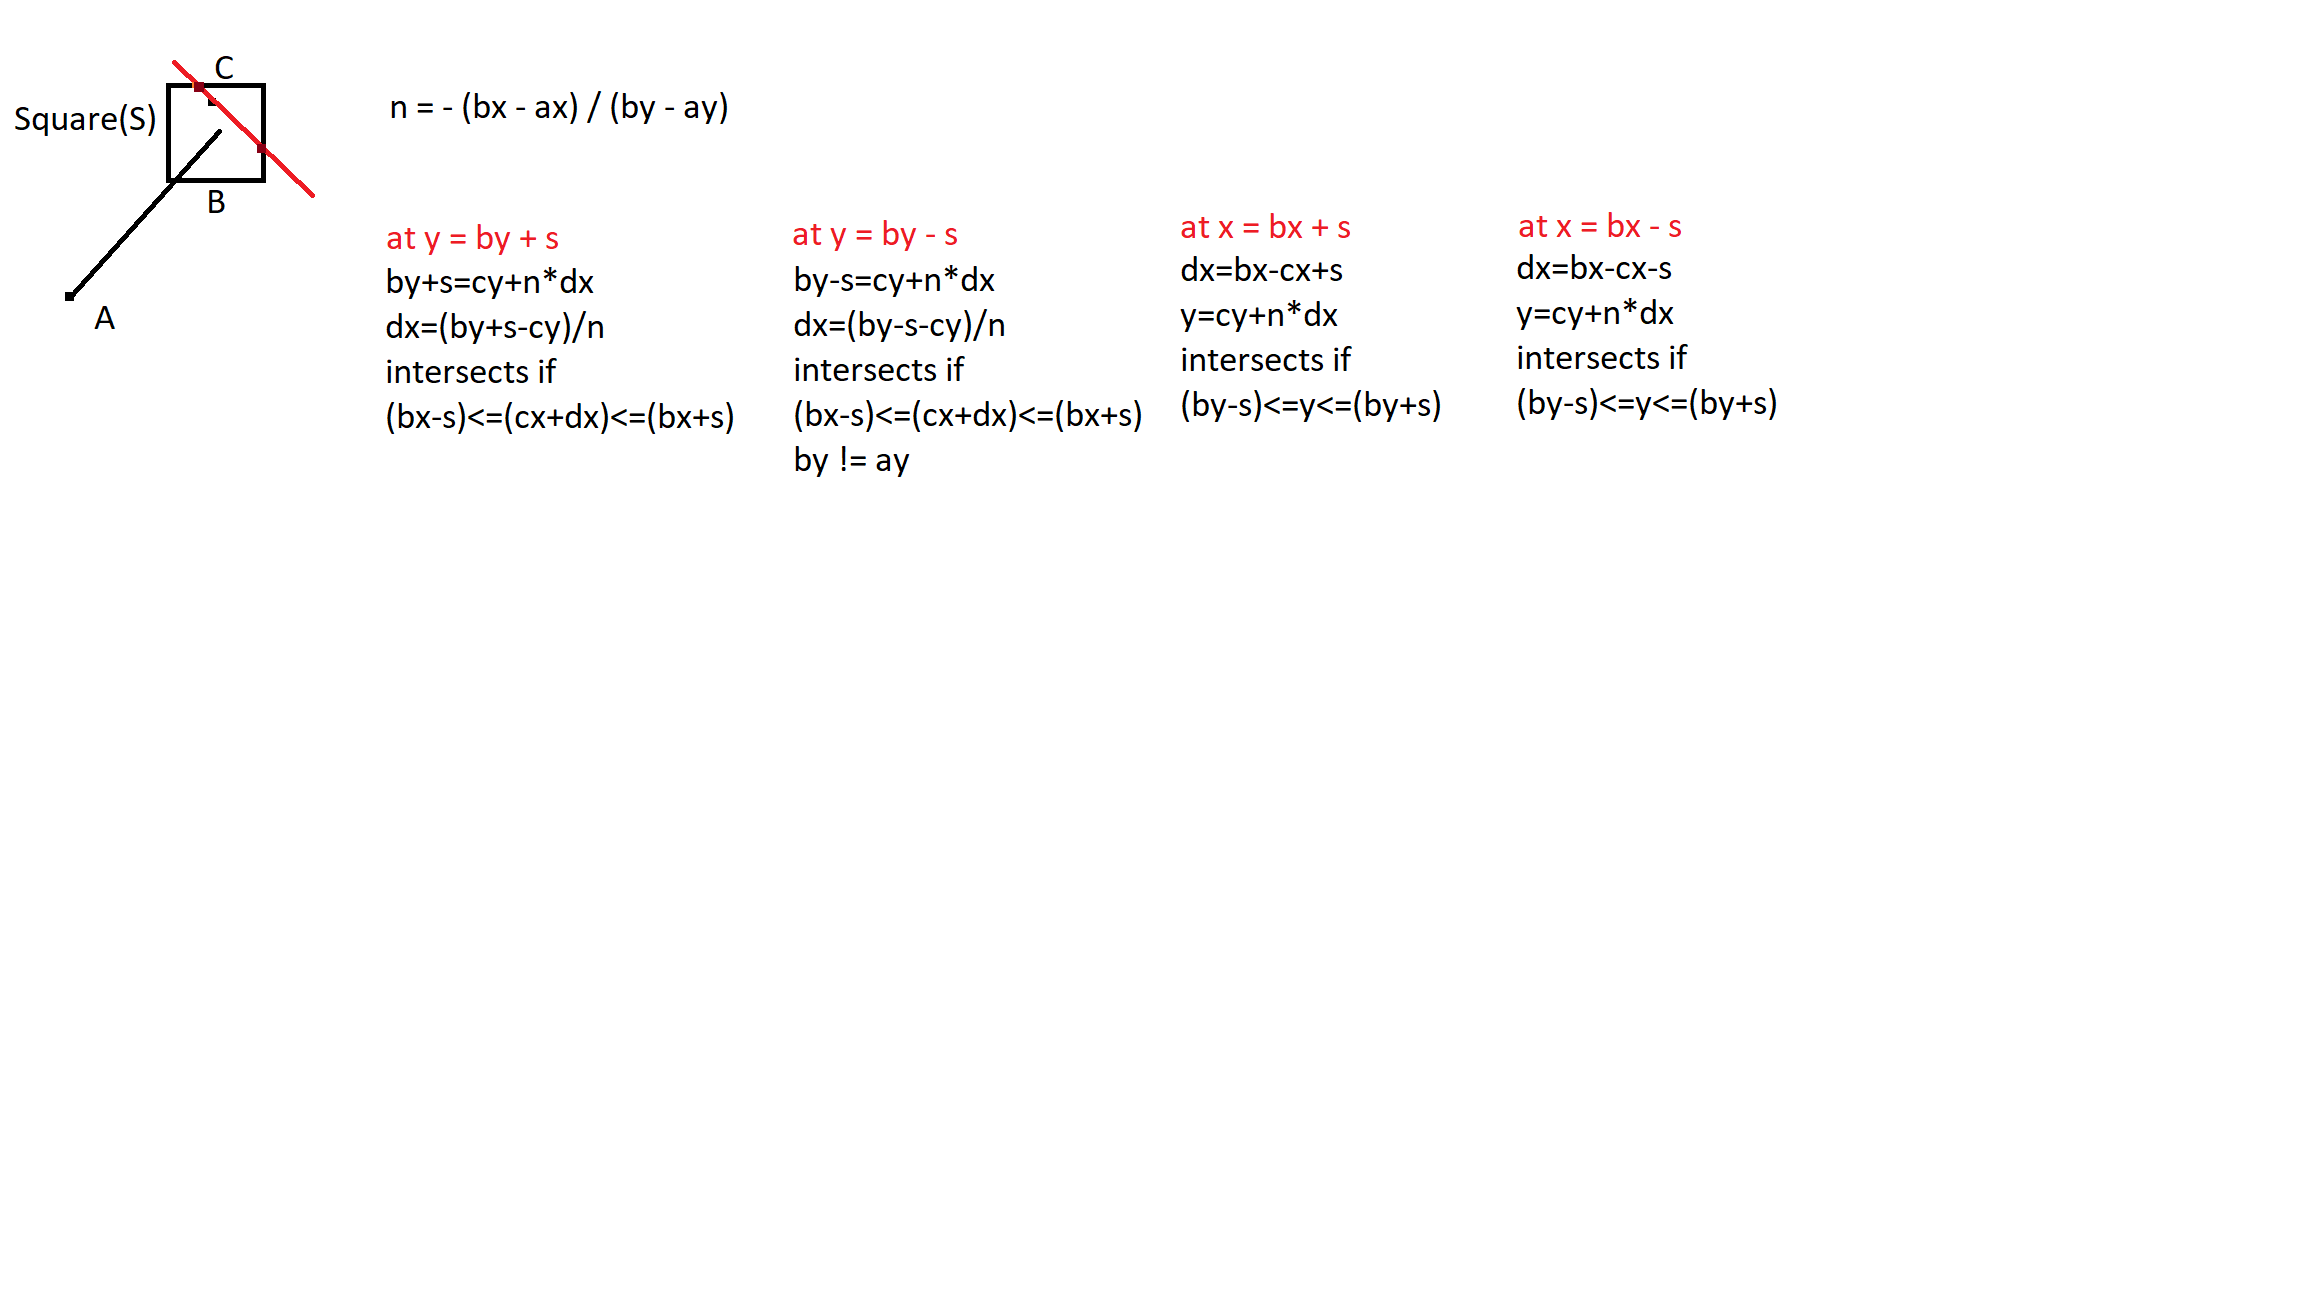 C
Square(S)
B
A
n = - (bx - ax) / (by - ay)
at y = by + s
by+s=cy+n*dx
dx=(by+s-cy)/n
intersects if
(bx-s)<=(cx+dx)<=(bx+s)
at y = by - s
by-s=cy+n*dx
dx=(by-s-cy)/n
intersects if
(bx-s)<=(cx+dx)<=(bx+s)
by != ay
at x = bx + s
dx=bx-cx+s
y=cy+n*dx
intersects if
(by-s)<=y<=(by+s)
at x = bx - s
dx=bx-cx-s
y=cy+n*dx
intersects if
(by-s)<=y<=(by+s)